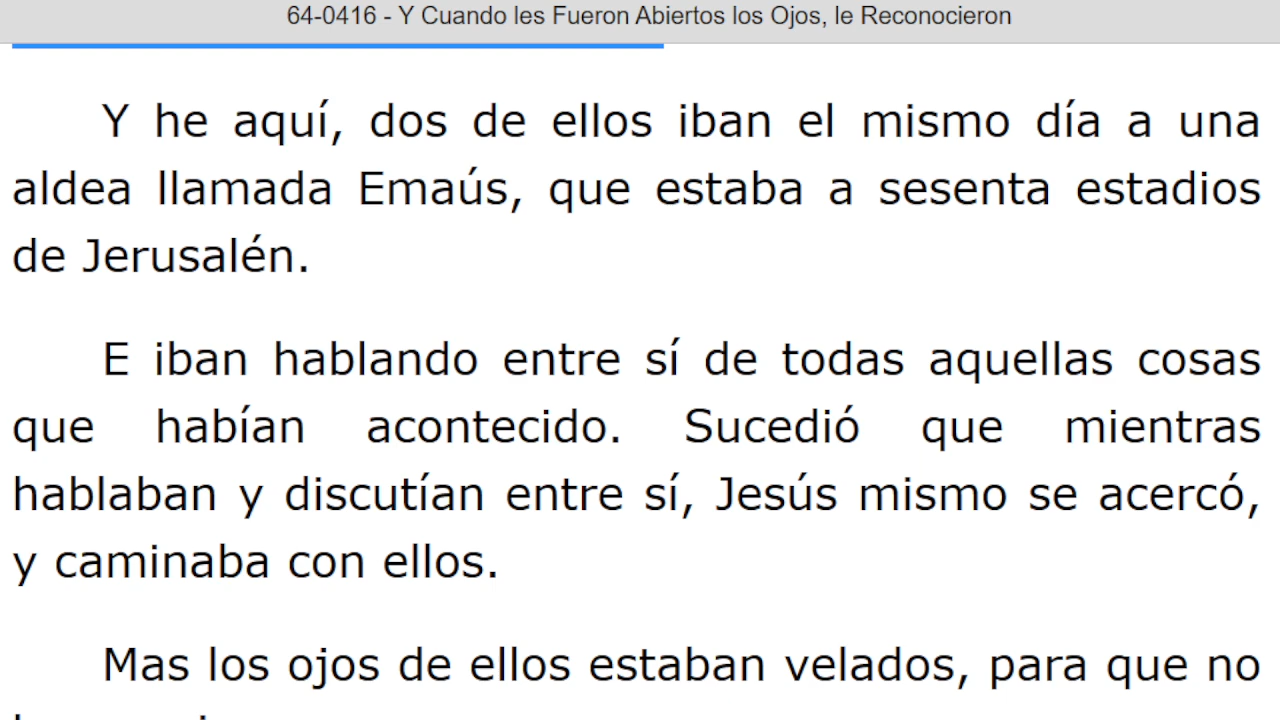 64-0416 - Y Cuando les Fueron Abiertos los Ojos, le Reconocieron
Y he aquí, dos de ellos iban el mismo día a una
aldea llamada Emaús, que estaba a sesenta estadios
de Jerusalén.
E iban hablando entre sí de todas aquellas cosas
que habían acontecido. Sucedió que mientras
hablaban y discutían entre sí, Jesús mismo se acercó,
y caminaba con ellos.
Mas los ojos de ellos estaban velados, para que no